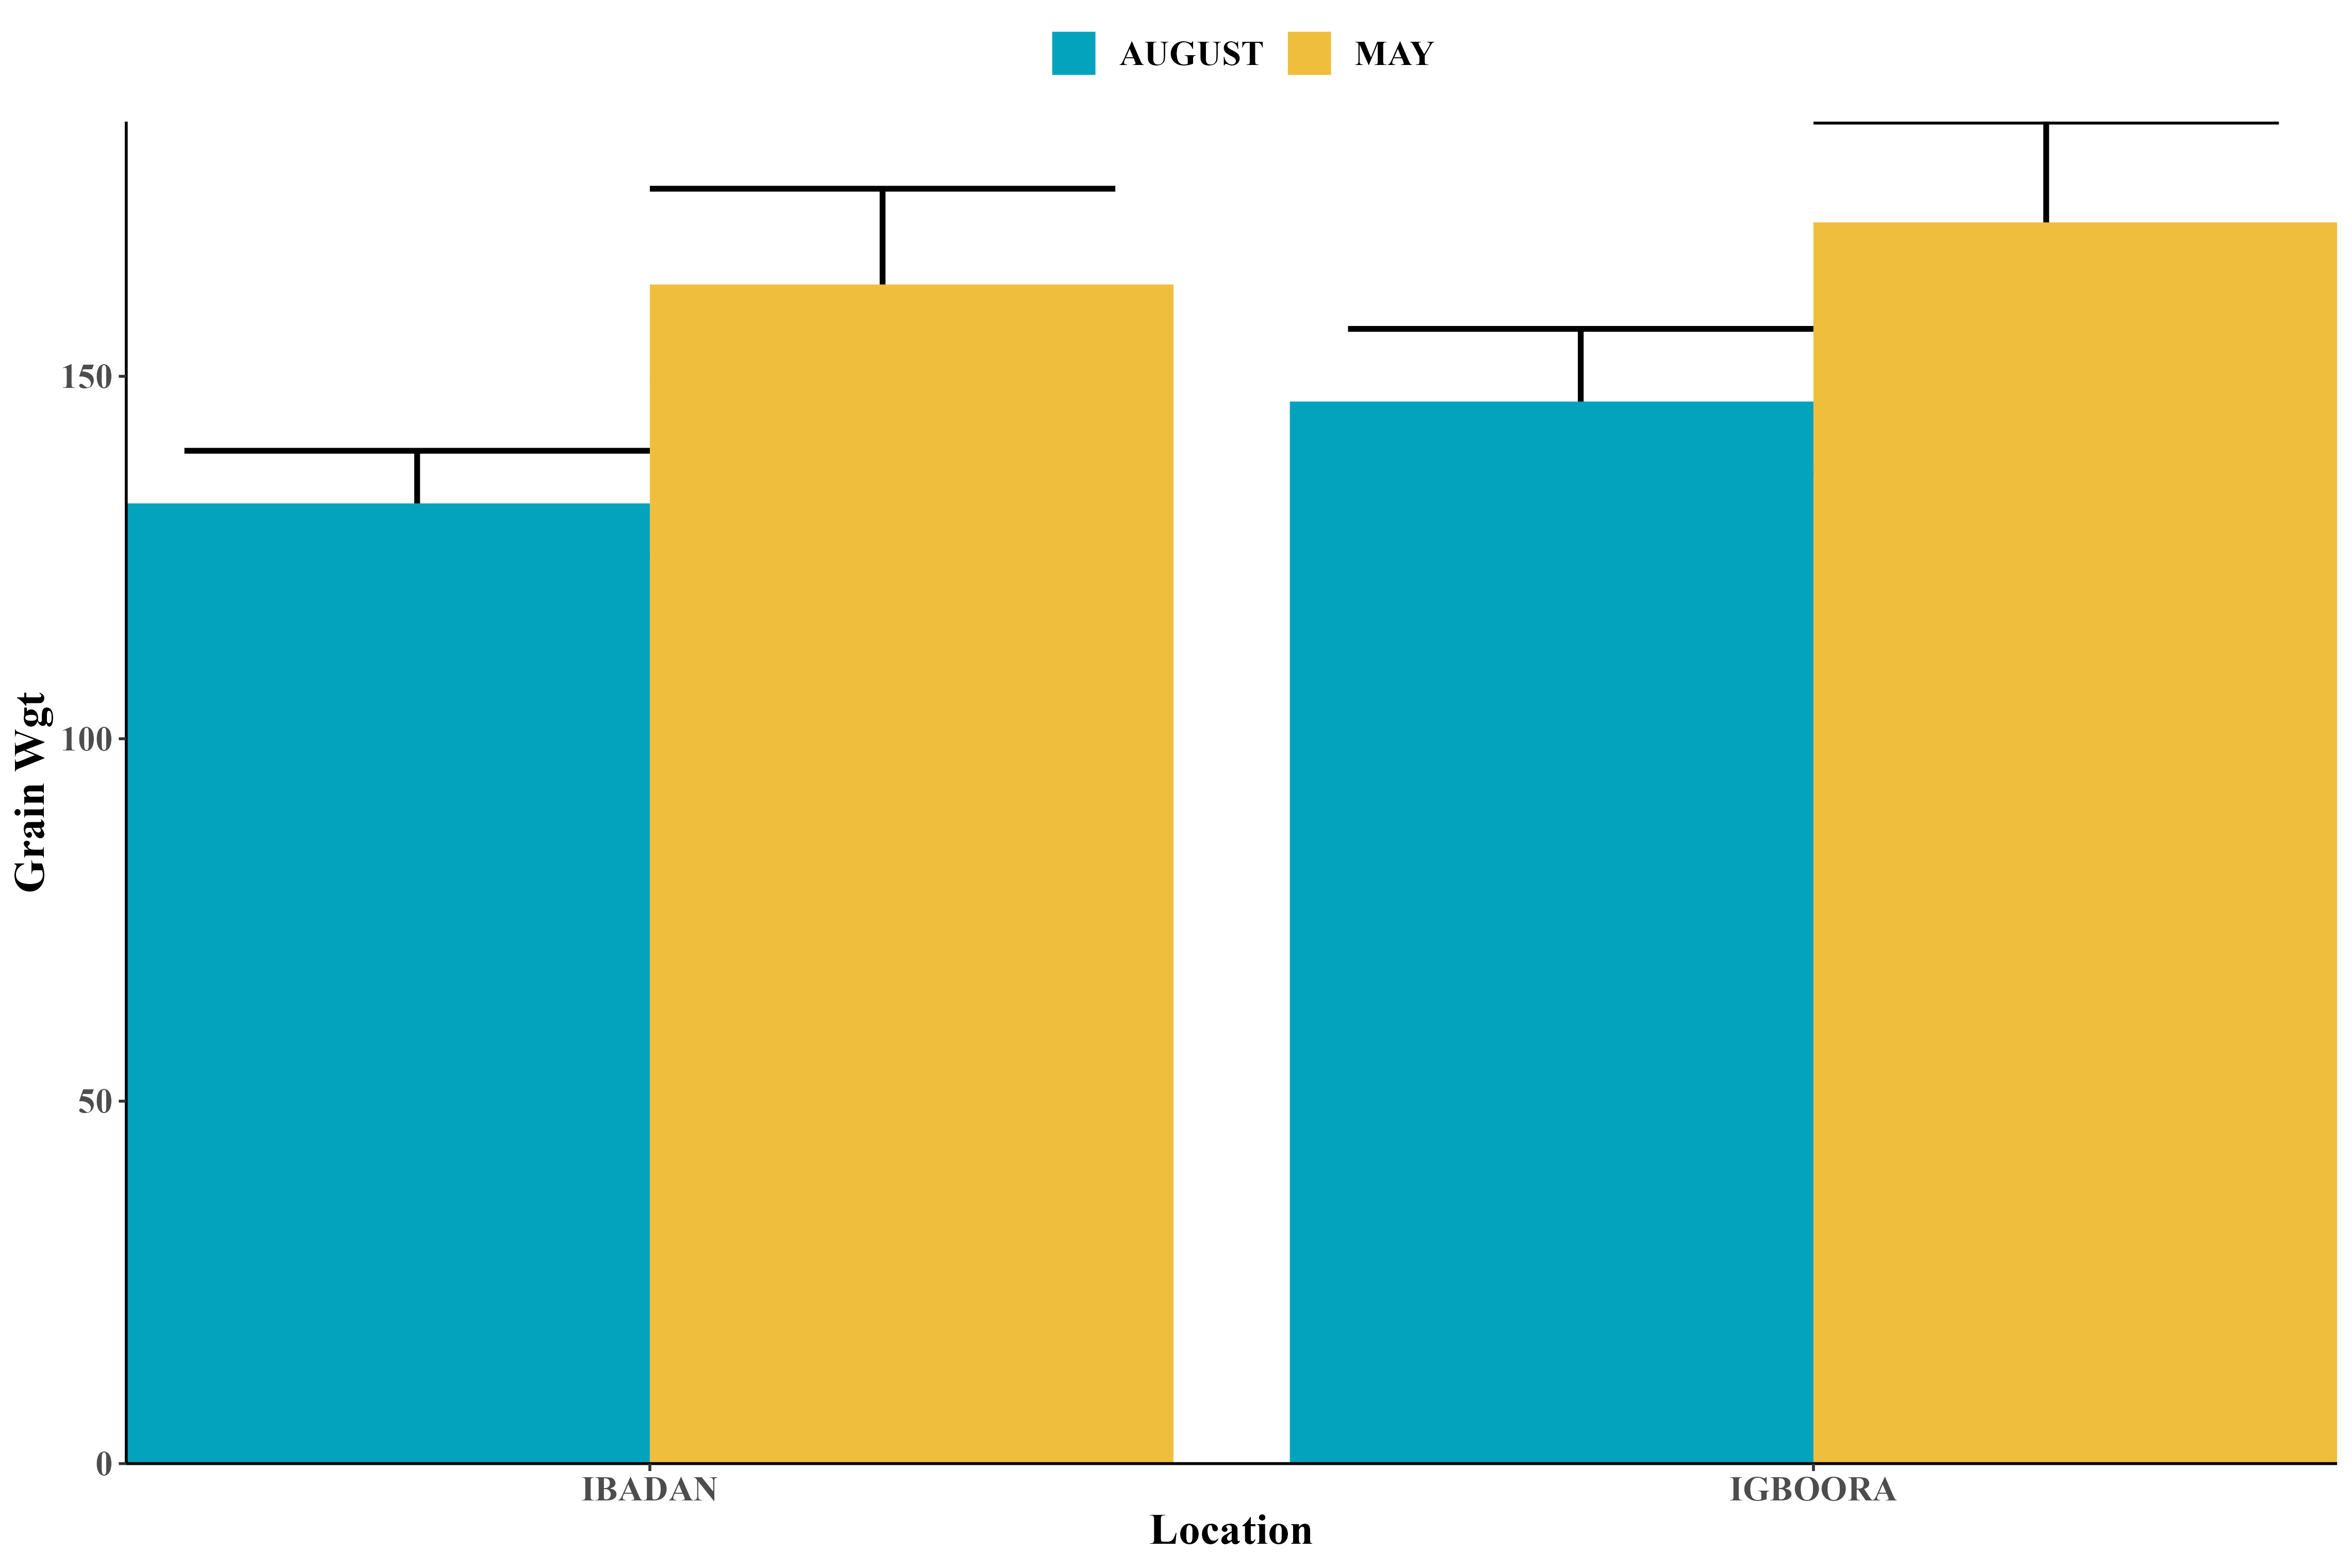 AUGUST MAY
Grain Wgt
150
100
50
0
IBADAN IGBOORA
Location